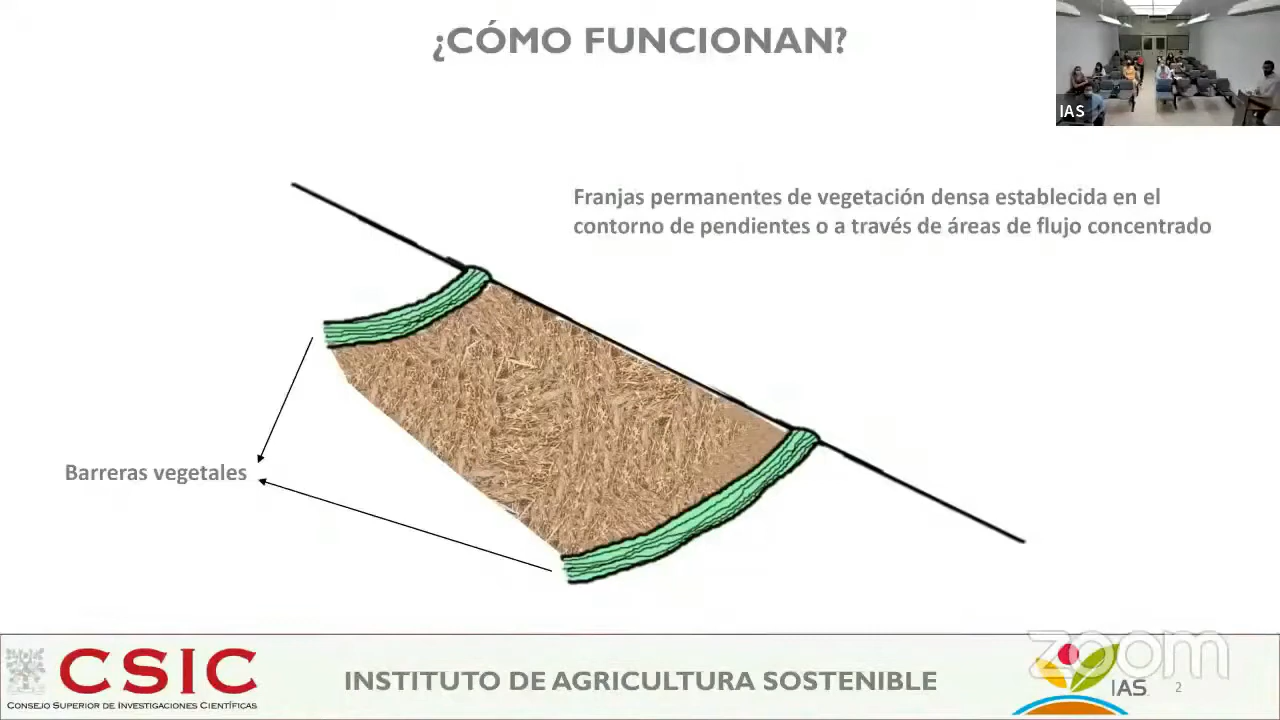 ¿CÓMO FUNCIONAN?
IAS
Franjas permanentes de vegetación densa establecida en el
contorno de pendientes o a través de áreas de flujo concentrado
Barreras vegetales
CSIC
CONSEJO SUPERIOR DE INVESTIGACIONES CIENTÍFICAS
INSTITUTO DE AGRICULTURA SOSTENIBLE
IAS
2
zoom